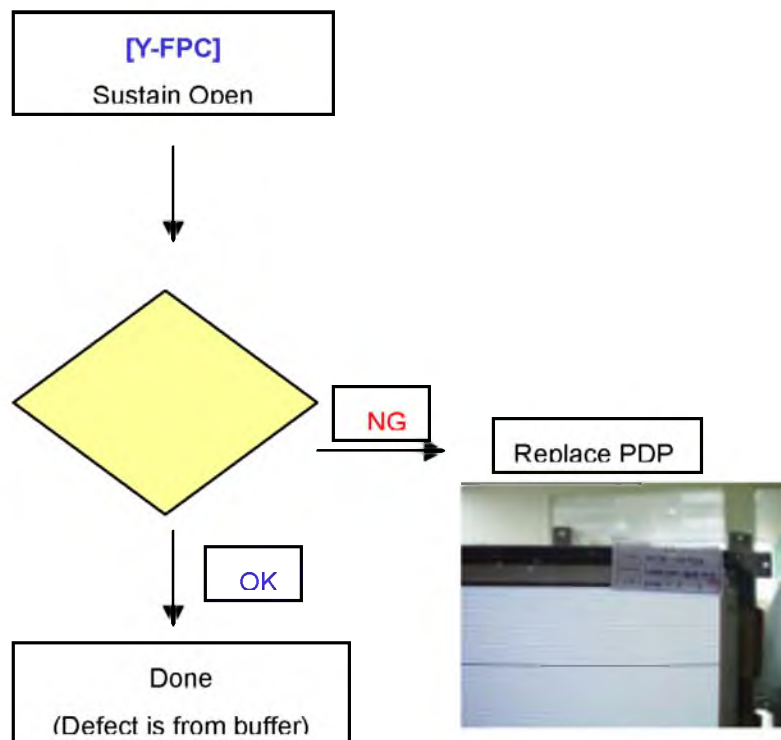 [Y-FPC]
Sustain Open
NG
Replace PDP
OK
Done
(Defect is from buffer)